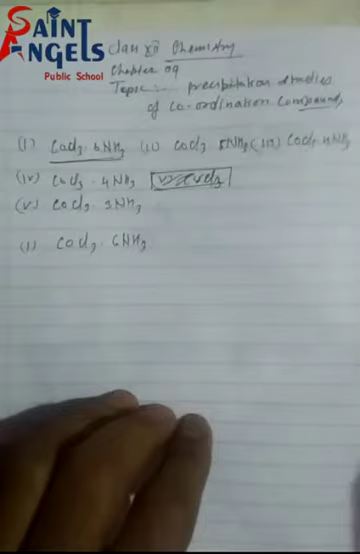 SAINT
ANGELS
Public School
Class XII Chemistry
Chapter 09
Topic:- precipitation studies
of co-ordination compounds
(i) CoCl3. 6NH3 (ii) CoCl3 5NH3 (iii) CoCl3. 4NH3
(iv) CoCl3. 4NH3
(v) CoCl3. 3NH3
(i) CoCl3. 6NH3